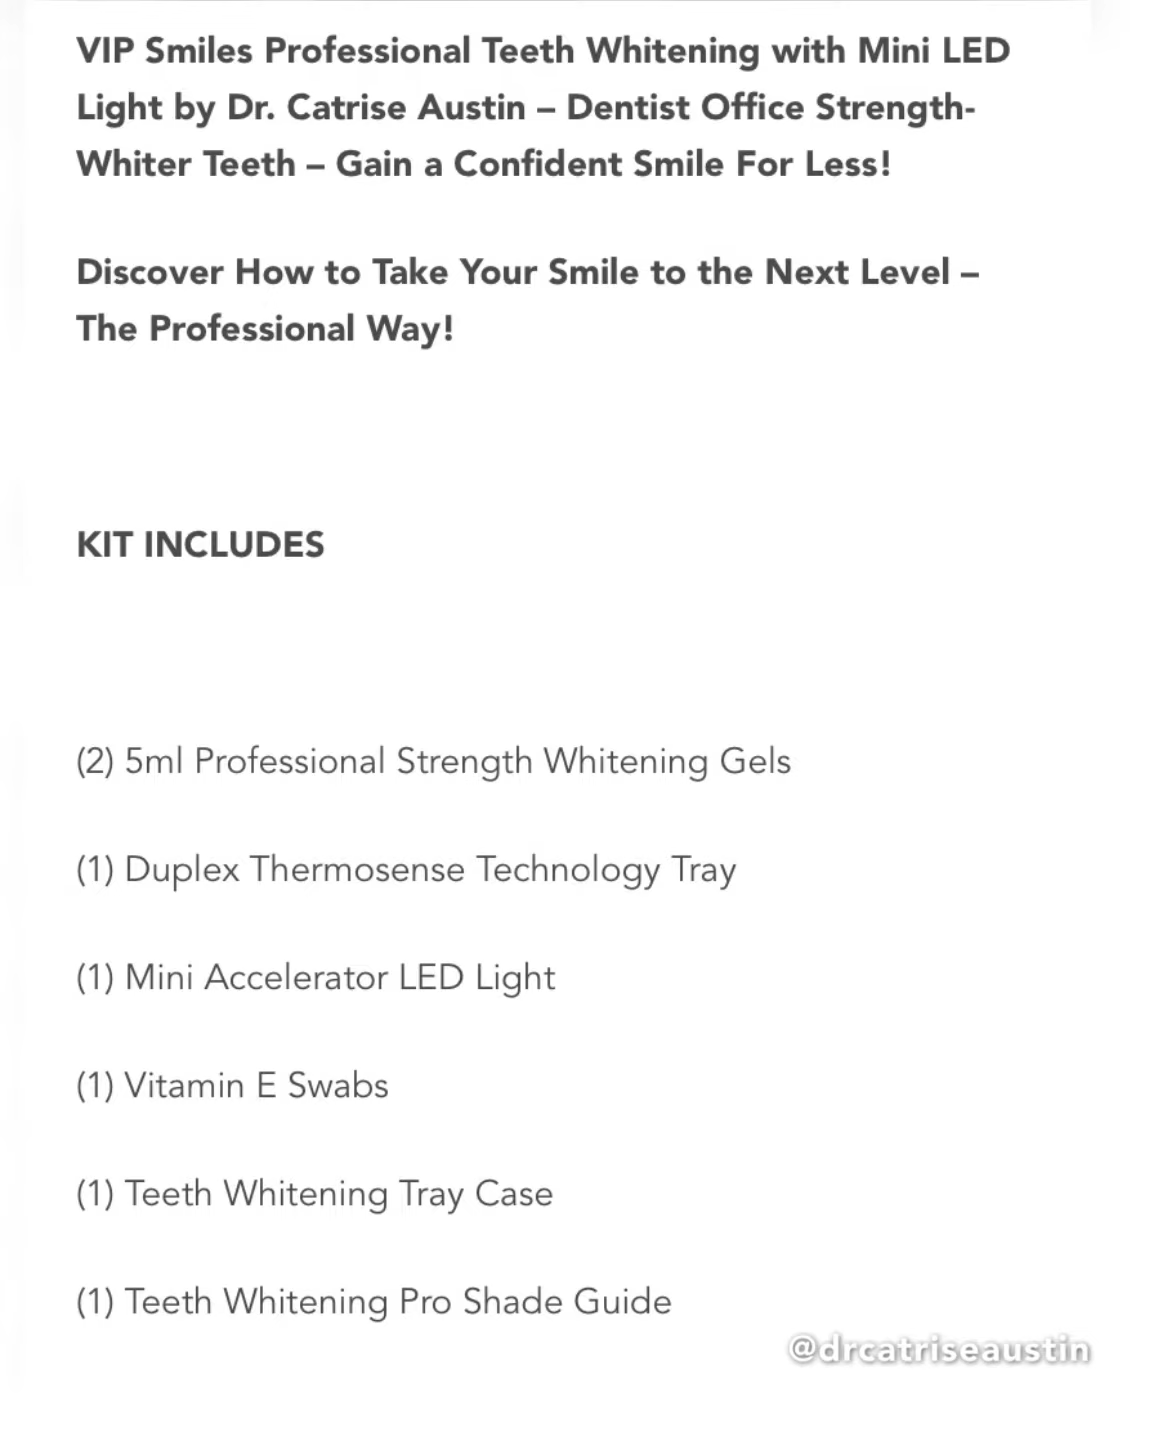 VIP Smiles Professional Teeth Whitening with Mini LED
Light by Dr. Catrise Austin – Dentist Office Strength-
Whiter Teeth – Gain a Confident Smile For Less!
Discover How to Take Your Smile to the Next Level –
The Professional Way!
KIT INCLUDES
(2) 5ml Professional Strength Whitening Gels
(1) Duplex Thermosense Technology Tray
(1) Mini Accelerator LED Light
(1) Vitamin E Swabs
(1) Teeth Whitening Tray Case
(1) Teeth Whitening Pro Shade Guide
@drcatriseaustin